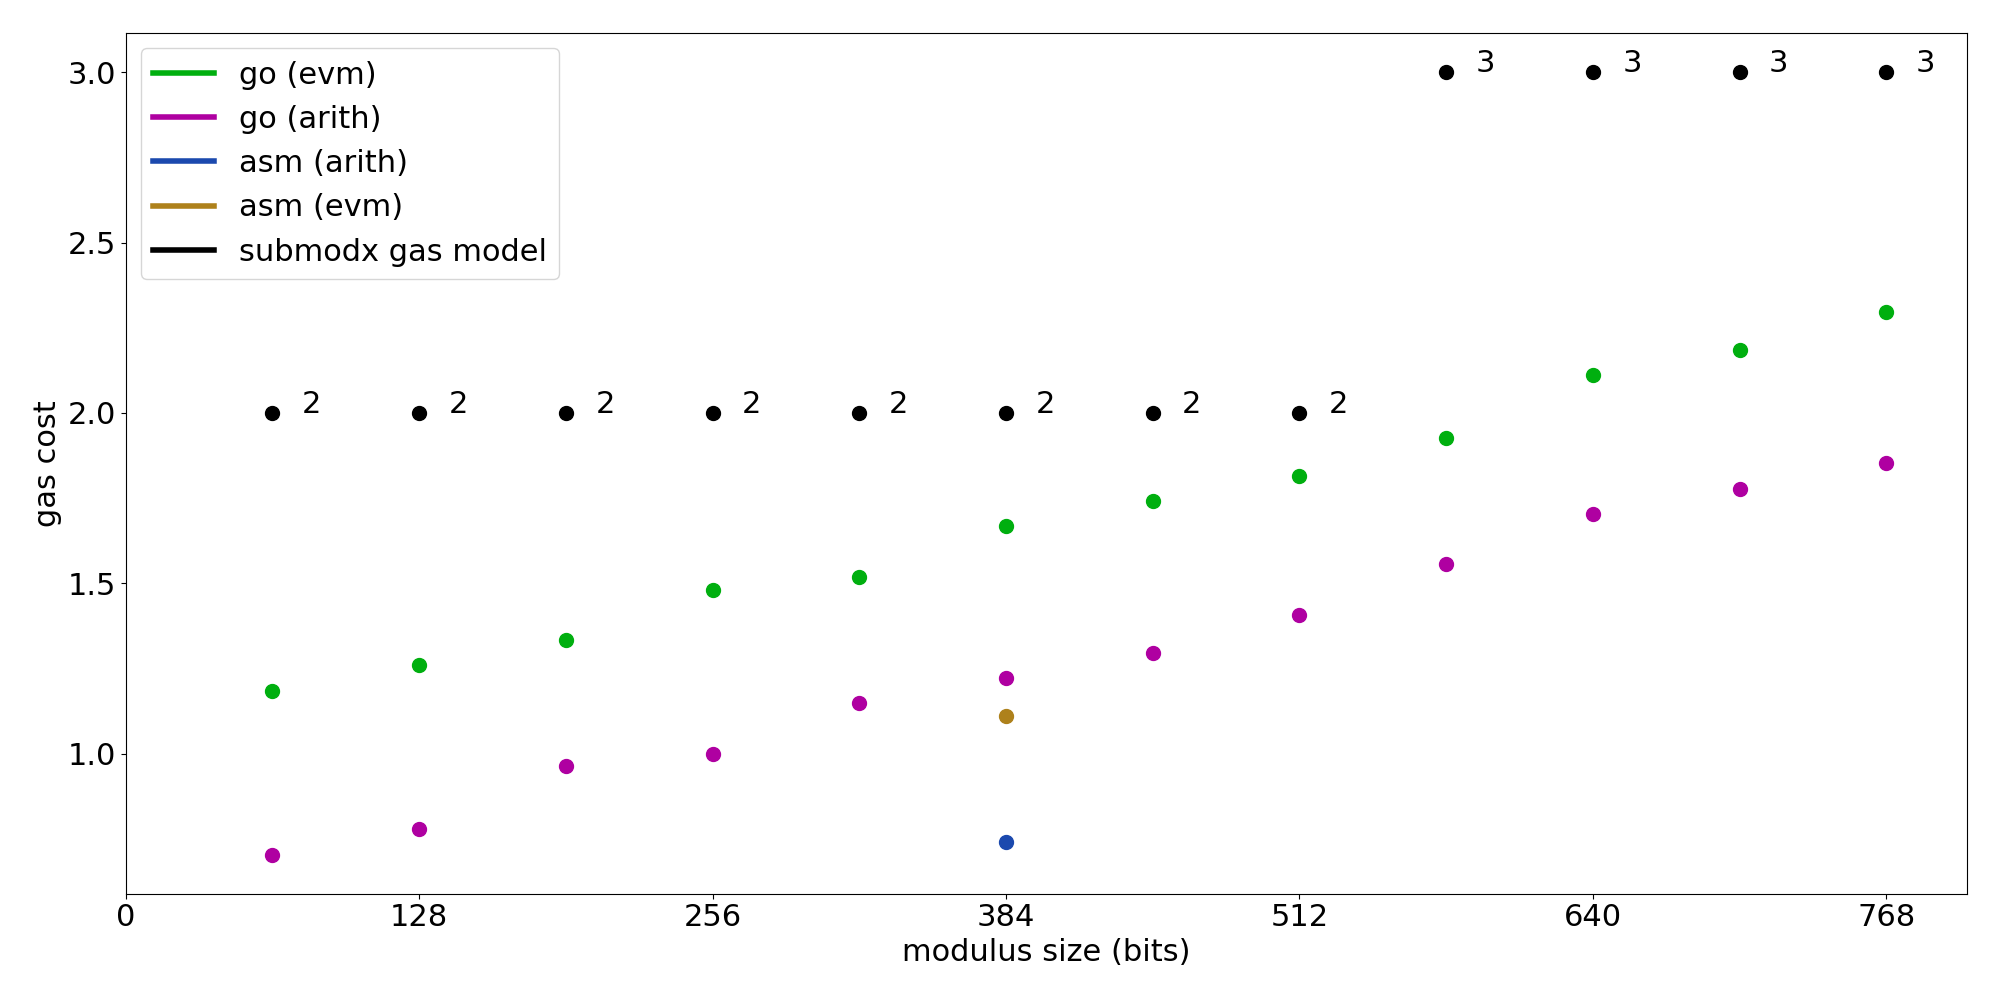 go (evm)
go (arith)
asm (arith)
asm (evm)
submodx gas model
3.0
2.5
2.0
1.5
1.0
gas cost
3 3 3 3
2 2 2 2 2 2 2 2
0 128 256 384 512 640 768
modulus size (bits)